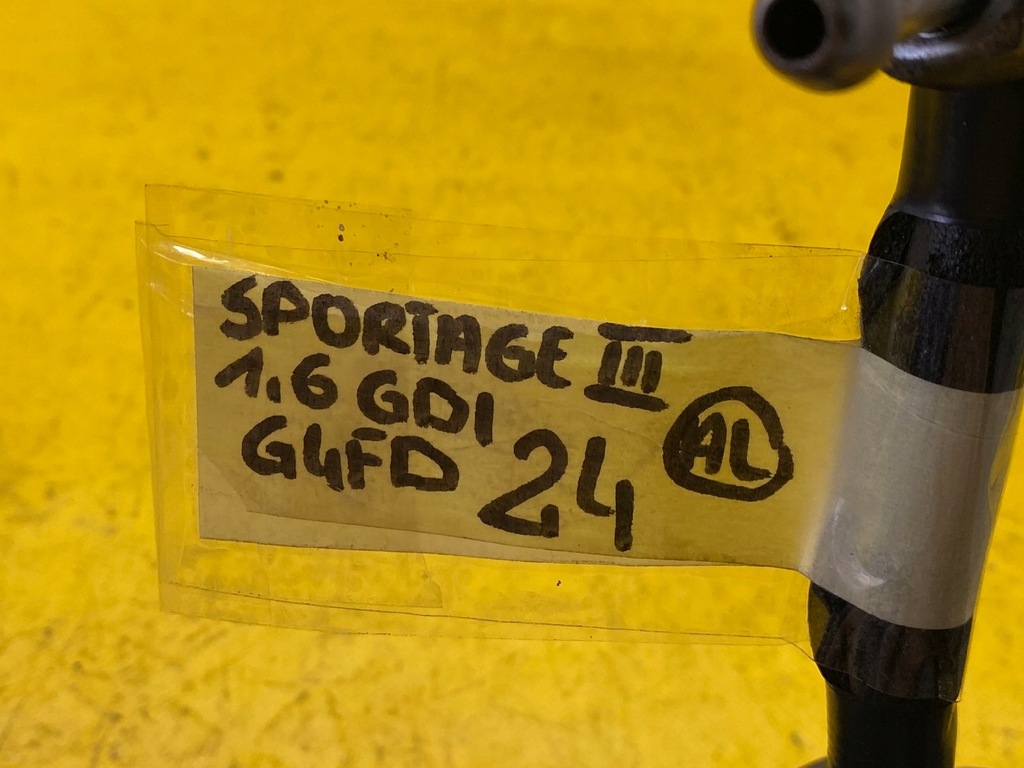 SPORTAGE III
1.6 GDI
G4FD 24 AL